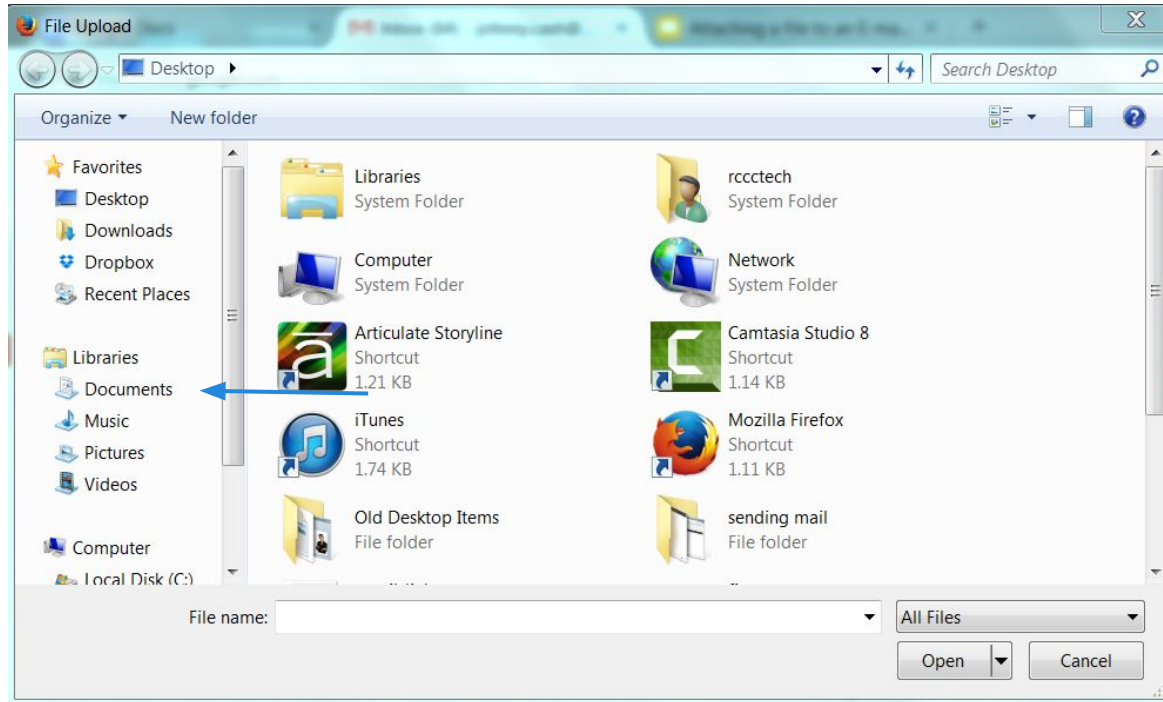 File Upload
Desktop
Search Desktop
Organize
New folder
Favorites
Desktop
Downloads
Dropbox
Recent Places
Libraries
Documents
Music
Pictures
Videos
Computer
Local Disk (C:)
Libraries
System Folder
rccctech
System Folder
Computer
System Folder
Network
System Folder
Articulate Storyline
Shortcut
1.21 KB
Camtasia Studio 8
Shortcut
1.14 KB
iTunes
Shortcut
1.74 KB
Mozilla Firefox
Shortcut
1.11 KB
Old Desktop Items
File folder
sending mail
File folder
File name:
All Files
Open
Cancel